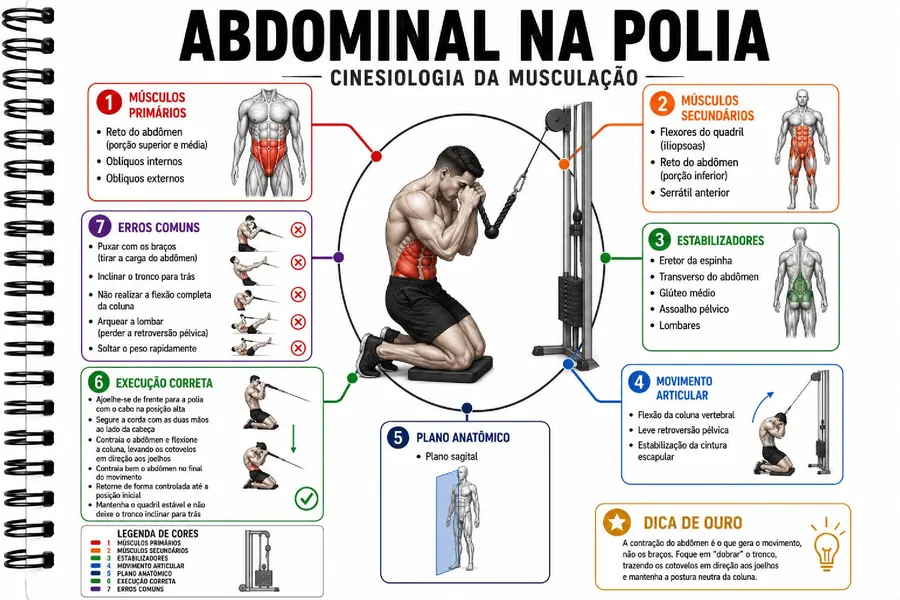 ABDOMINAL NA POLIA
CINESIOLOGIA DA MUSCULAÇÃO
1 MÚSCULOS
PRIMÁRIOS
• Reto do abdômen
(porção superior e média)
• Oblíquos internos
• Oblíquos externos
2 MÚSCULOS
SECUNDÁRIOS
• Flexores do quadril
(iliopsoas)
• Reto do abdômen
(porção inferior)
• Serrátil anterior
7 ERROS COMUNS
• Puxar com os braços
(tirar a carga do abdômen)
• Inclinar o tronco para trás
• Não realizar a flexão completa
da coluna
• Arquear a lombar
(perder a retroversão pélvica)
• Soltar o peso rapidamente
3 ESTABILIZADORES
• Eretor da espinha
• Transverso do abdômen
• Glúteo médio
• Assoalho pélvico
• Lombares
6 EXECUÇÃO CORRETA
• Ajoelhe-se de frente para a polia
com o cabo na posição alta
• Segure a corda com as duas mãos
ao lado da cabeça
• Contraia o abdômen e flexione
a coluna, levando os cotovelos
em direção aos joelhos
• Contraia bem o abdômen no final
do movimento
• Retorne de forma controlada até a
posição inicial
• Mantenha o quadril estável e não
deixe o tronco inclinar para trás
4 MOVIMENTO
ARTICULAR
• Flexão da coluna vertebral
• Leve retroversão pélvica
• Estabilização da cintura
escapular
5 PLANO ANATÔMICO
• Plano sagital
LEGENDA DE CORES
1 MÚSCULOS PRIMÁRIOS
2 MÚSCULOS SECUNDÁRIOS
3 ESTABILIZADORES
4 MOVIMENTO ARTICULAR
5 PLANO ANATÔMICO
6 EXECUÇÃO CORRETA
7 ERROS COMUNS
DICA DE OURO
A contração do abdômen é o que gera o movimento,
não os braços. Foque em "dobrar" o tronco,
trazendo os cotovelos em direção aos joelhos
e mantenha a postura neutra da coluna.